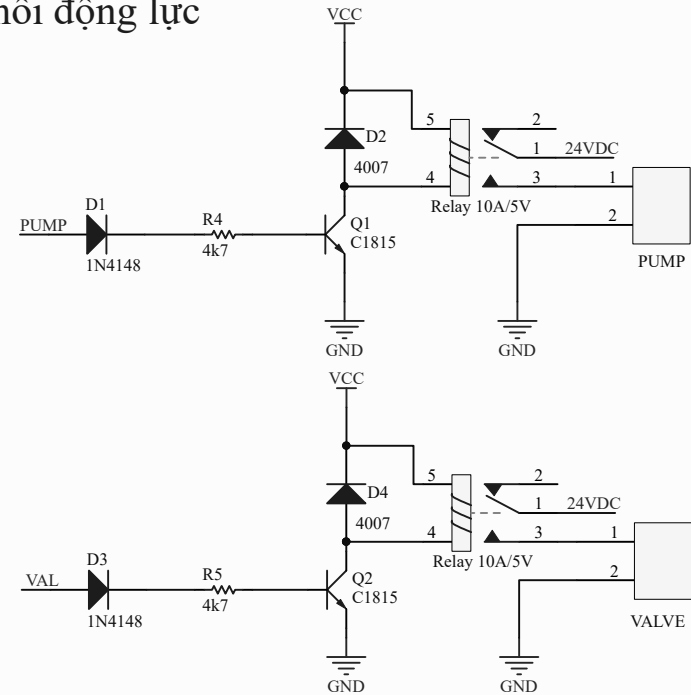 động lực
VCC
5
2
D2
1
24VDC
4007
4
3
1
Relay 10A/5V
D1
R4
Q1
2
PUMP
C1815
4k7
1N4148
PUMP
GND
GND
VCC
5
2
D4
1
24VDC
4007
4
3
1
Relay 10A/5V
D3
R5
Q2
2
VAL
C1815
4k7
1N4148
VALVE
GND
GND